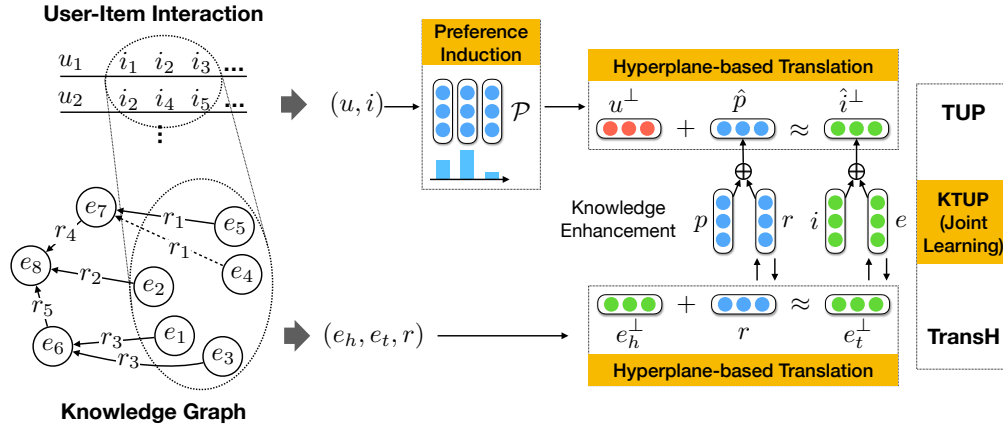 User-Item Interaction
u₁ i₁ i₂ i₃ ...
u₂ i₂ i₄ i₅ ...
⋮
e₇
r₁
e₅
r₄
r₁
e₈
e₄
r₂
e₂
r₅
e₁
r₃
e₆
r₃
e₃
Knowledge Graph
(u, i)
(eₕ, eₜ, r)
Preference
Induction
𝒫
Hyperplane-based Translation
u^⊥ p̂ î^⊥
+ ≈
⊕ ⊕
Knowledge
Enhancement
p r i e
+ ≈
eₕ^⊥ r eₜ^⊥
Hyperplane-based Translation
TUP
KTUP
(Joint
Learning)
TransH